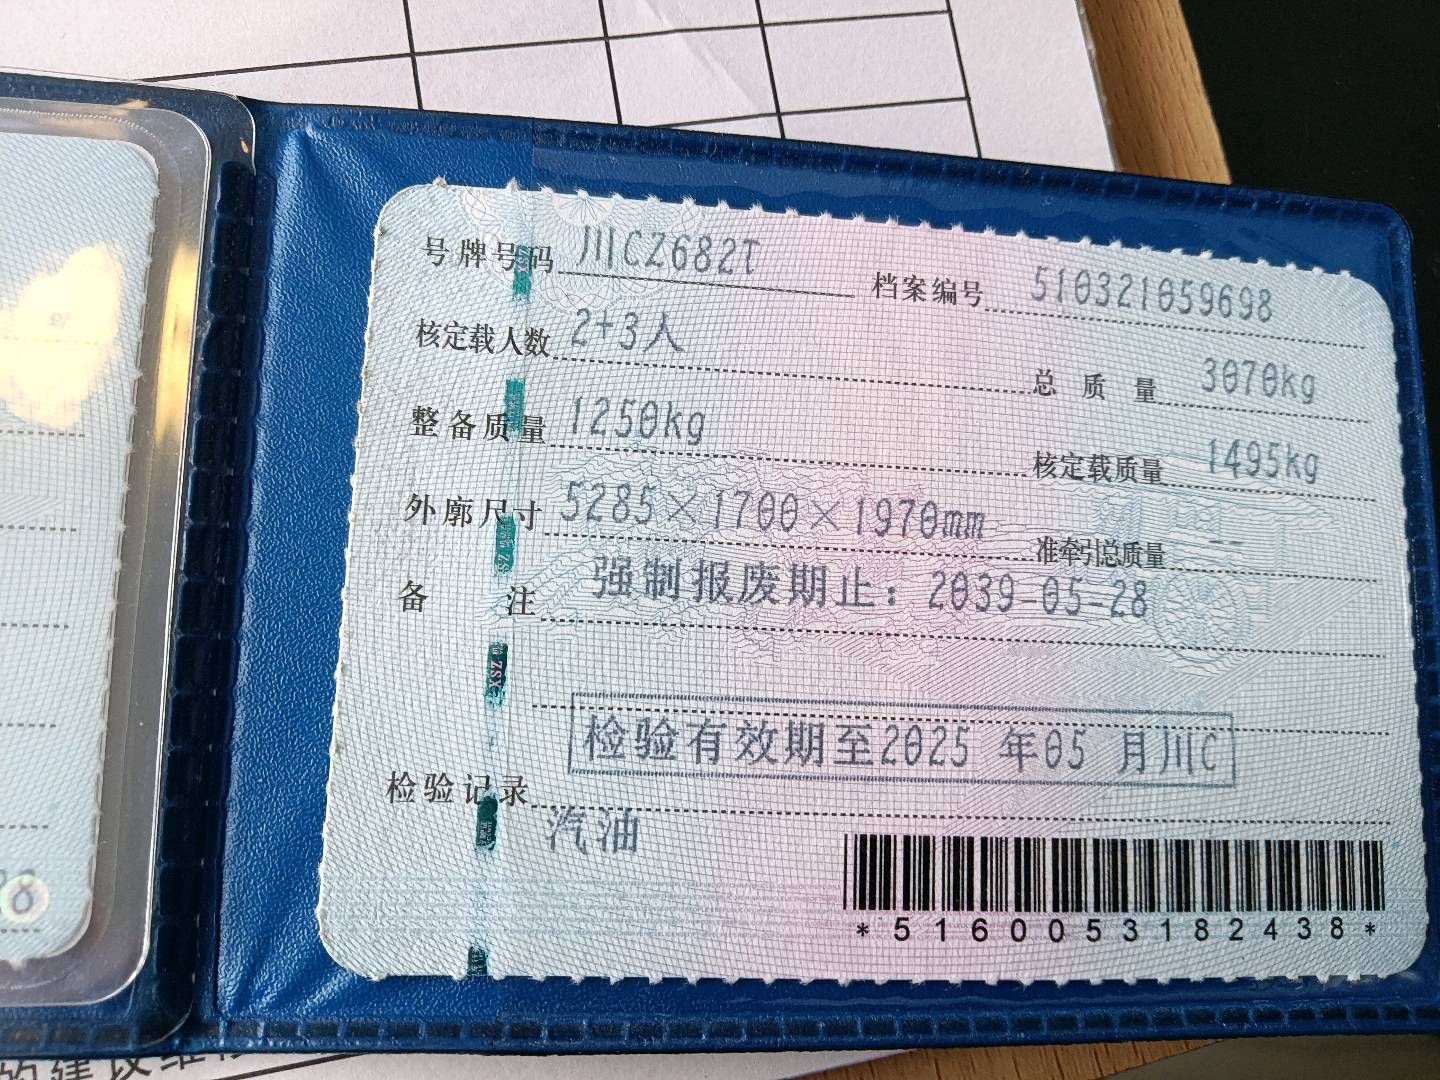 号牌号码 川CZ682T
档案编号 510321059698
核定载人数 2+3人
总质量 3070kg
整备质量 1250kg
核定载质量 1495kg
外廓尺寸 5285×1700×1970mm
准牵引总质量 --
备注 强制报废期止：2039-05-28
检验有效期至2025 年05 月川C
检验记录
汽油
*5160053182438*